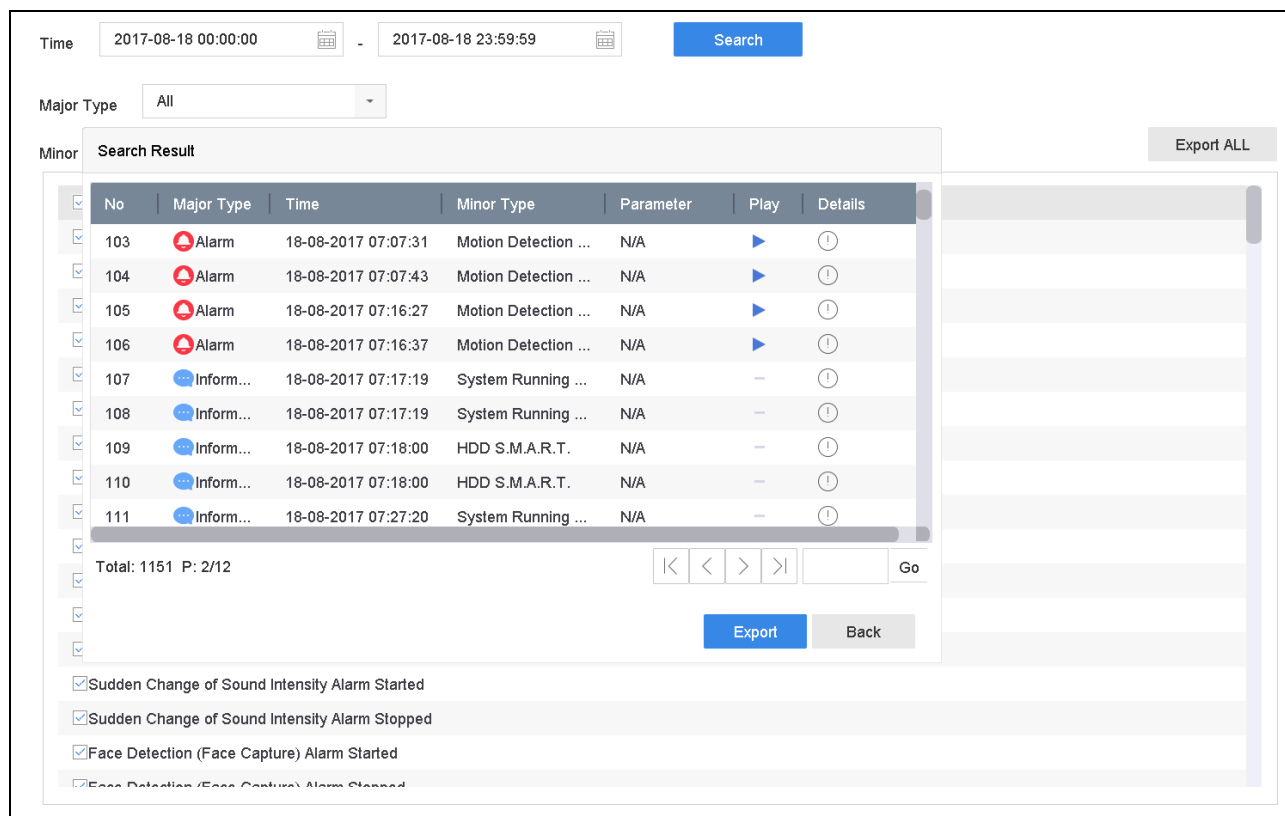 Time 2017-08-18 00:00:00 - 2017-08-18 23:59:59 Search
Major Type All
Minor Search Result Export ALL
No Major Type Time Minor Type Parameter Play Details
103 Alarm 18-08-2017 07:07:31 Motion Detection ... N/A
104 Alarm 18-08-2017 07:07:43 Motion Detection ... N/A
105 Alarm 18-08-2017 07:16:27 Motion Detection ... N/A
106 Alarm 18-08-2017 07:16:37 Motion Detection ... N/A
107 Inform... 18-08-2017 07:17:19 System Running ... N/A
108 Inform... 18-08-2017 07:17:19 System Running ... N/A
109 Inform... 18-08-2017 07:18:00 HDD S.M.A.R.T. N/A
110 Inform... 18-08-2017 07:18:00 HDD S.M.A.R.T. N/A
111 Inform... 18-08-2017 07:27:20 System Running ... N/A
Total: 1151 P: 2/12 Go
Export Back
Sudden Change of Sound Intensity Alarm Started
Sudden Change of Sound Intensity Alarm Stopped
Face Detection (Face Capture) Alarm Started
Face Detection (Face Capture) Alarm Stopped